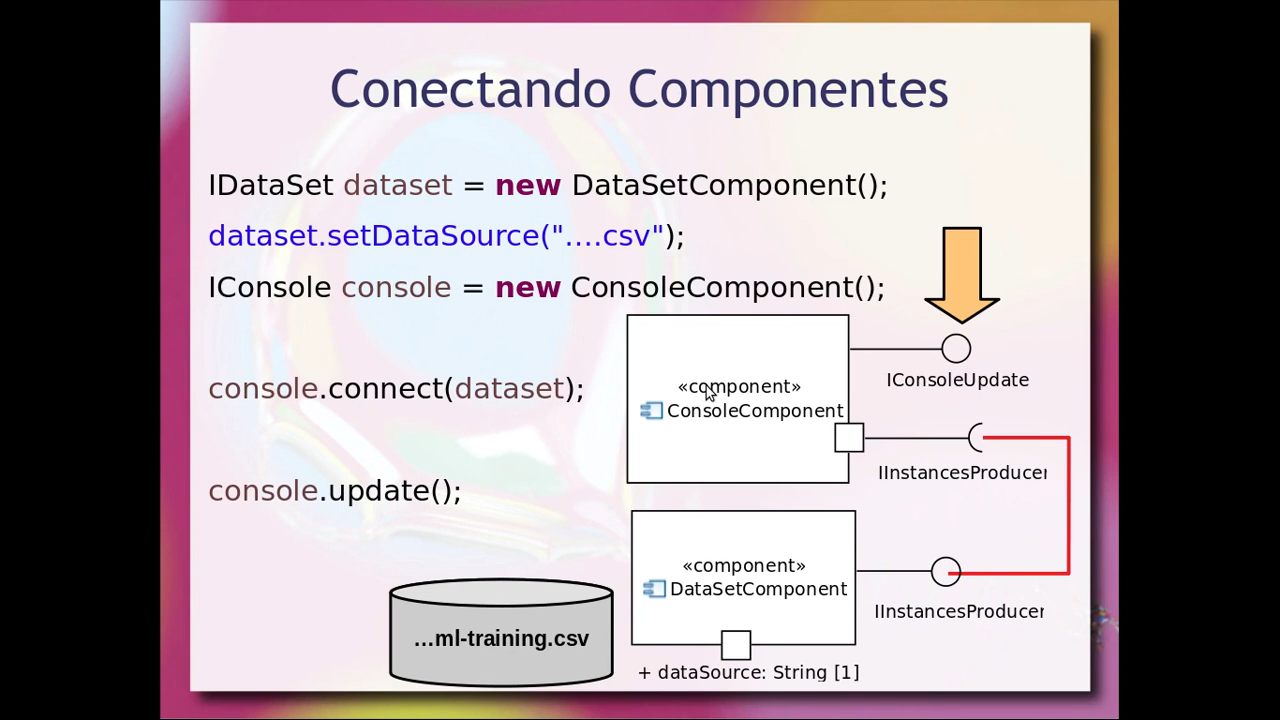 Conectando Componentes
IDataSet dataset = new DataSetComponent();
dataset.setDataSource("....csv");
IConsole console = new ConsoleComponent();
console.connect(dataset);
console.update();
«component»
ConsoleComponent
IConsoleUpdate
IInstancesProducer
«component»
DataSetComponent
IInstancesProducer
...ml-training.csv
+ dataSource: String [1]